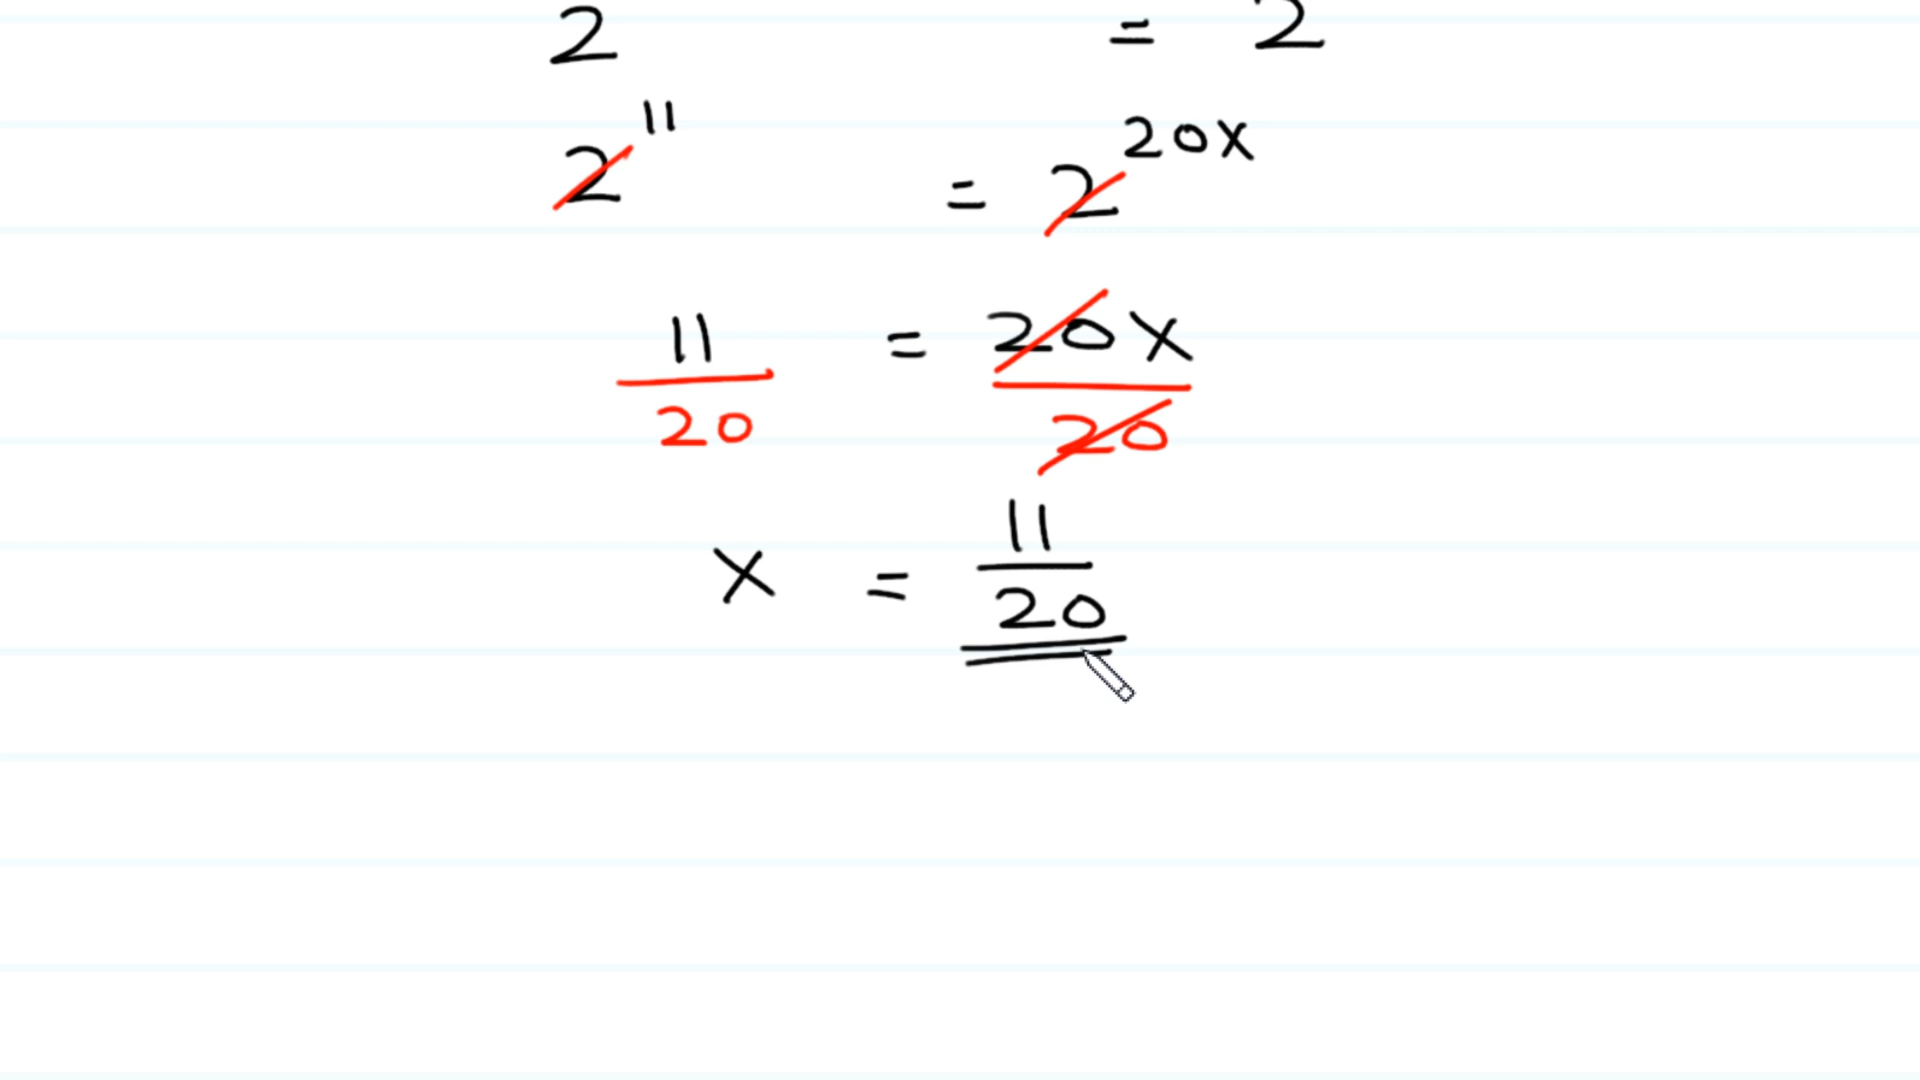 2 = 2
2^11 = 2^20x
11/20 = 20x/20
x = 11/20